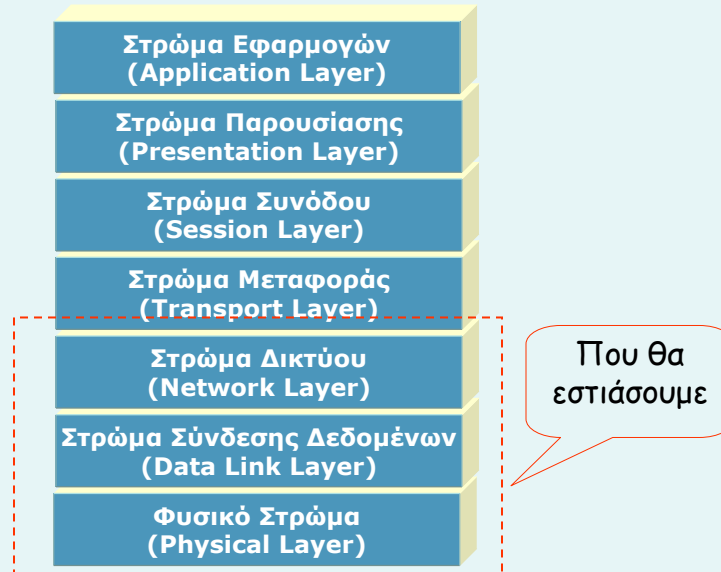 Στρώμα Εφαρμογών
(Application Layer)
Στρώμα Παρουσίασης
(Presentation Layer)
Στρώμα Συνόδου
(Session Layer)
Στρώμα Μεταφοράς
(Transport Layer)
Στρώμα Δικτύου
(Network Layer)
Στρώμα Σύνδεσης Δεδομένων
(Data Link Layer)
Φυσικό Στρώμα
(Physical Layer)
Που θα
εστιάσουμε